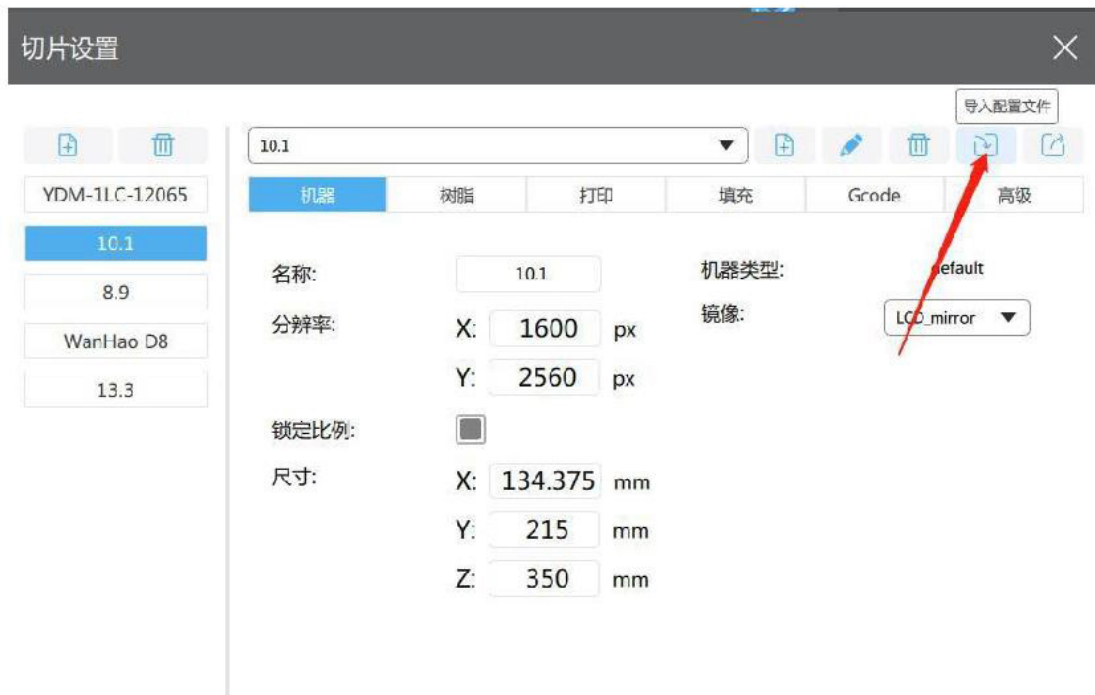 切片设置
导入配置文件
10.1
YDM-1LC-12065
10.1
8.9
WanHao D8
13.3
机器 树脂 打印 填充 Gcode 高级
名称: 10.1
机器类型: default
分辨率: X: 1600 px
Y: 2560 px
镜像: LCD_mirror
锁定比例:
尺寸: X: 134.375 mm
Y: 215 mm
Z: 350 mm